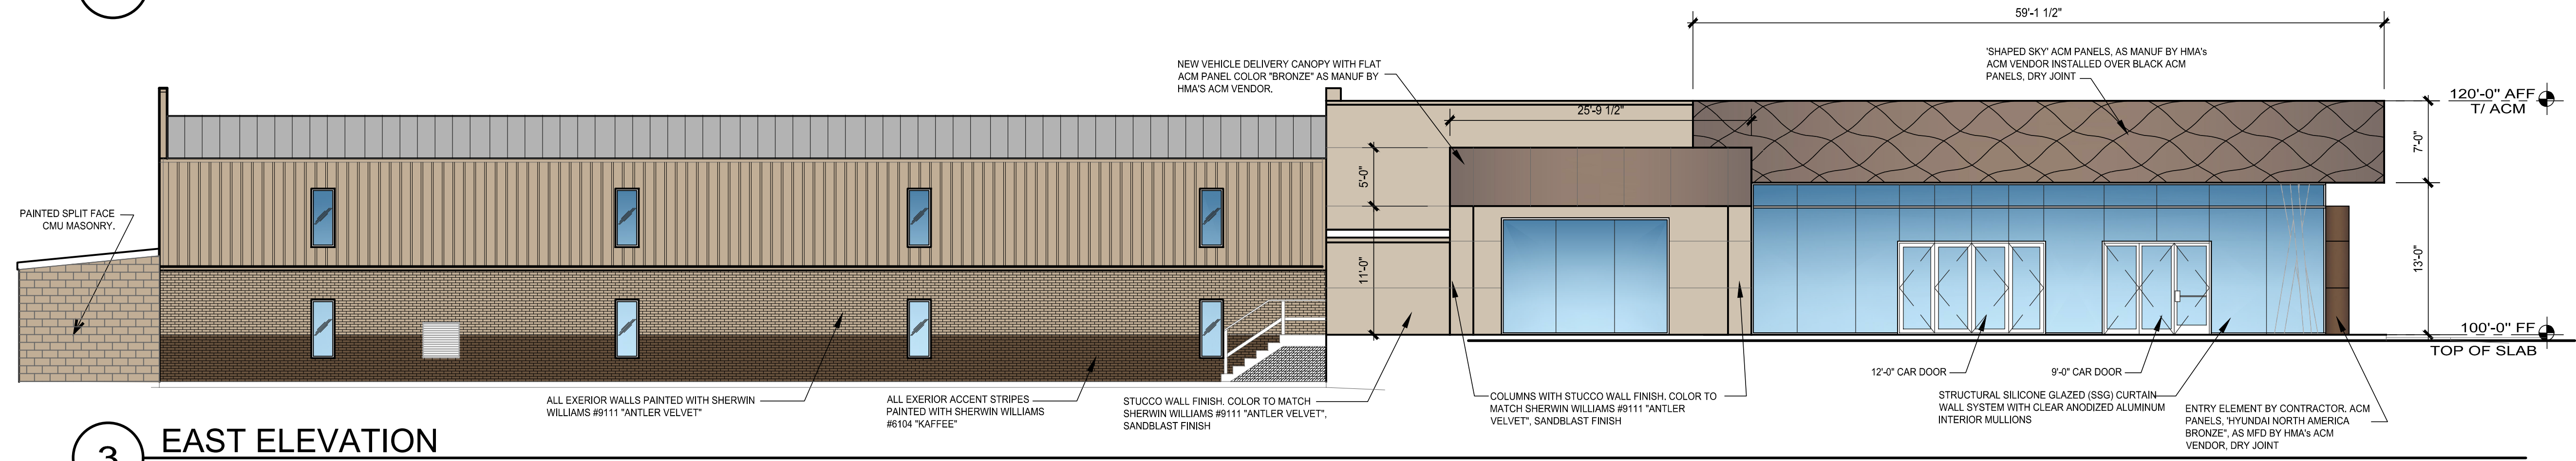 59'-1 1/2"
'SHAPED SKY' ACM PANELS, AS MANUF BY HMA's
ACM VENDOR INSTALLED OVER BLACK ACM
PANELS, DRY JOINT
NEW VEHICLE DELIVERY CANOPY WITH FLAT
ACM PANEL COLOR "BRONZE" AS MANUF BY
HMA'S ACM VENDOR.
120'-0" AFF
T/ ACM
25'-9 1/2"
7'-0"
5'-0"
PAINTED SPLIT FACE
CMU MASONRY.
11'-0"
13'-0"
100'-0" FF
TOP OF SLAB
12'-0" CAR DOOR
9'-0" CAR DOOR
ALL EXERIOR WALLS PAINTED WITH SHERWIN
WILLIAMS #9111 "ANTLER VELVET"
ALL EXERIOR ACCENT STRIPES
PAINTED WITH SHERWIN WILLIAMS
#6104 "KAFFEE"
STUCCO WALL FINISH. COLOR TO MATCH
SHERWIN WILLIAMS #9111 "ANTLER VELVET",
SANDBLAST FINISH
COLUMNS WITH STUCCO WALL FINISH. COLOR TO
MATCH SHERWIN WILLIAMS #9111 "ANTLER
VELVET", SANDBLAST FINISH
STRUCTURAL SILICONE GLAZED (SSG) CURTAIN
WALL SYSTEM WITH CLEAR ANODIZED ALUMINUM
INTERIOR MULLIONS
ENTRY ELEMENT BY CONTRACTOR. ACM
PANELS, 'HYUNDAI NORTH AMERICA
BRONZE", AS MFD BY HMA's ACM
VENDOR, DRY JOINT
3
EAST ELEVATION